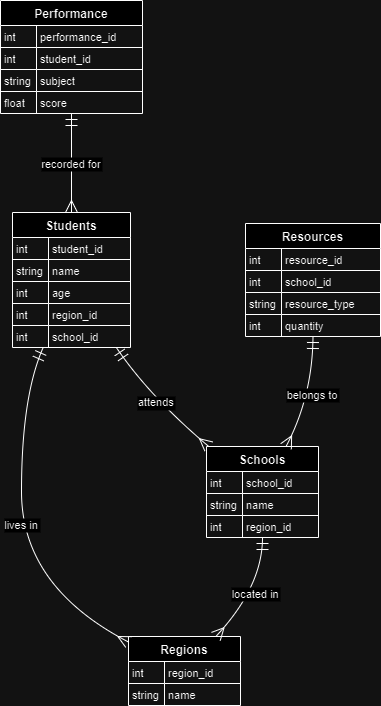 Performance
int performance_id
int student_id
string subject
float score
recorded for
Students
int student_id
string name
int age
int region_id
int school_id
Resources
int resource_id
int school_id
string resource_type
int quantity
attends
belongs to
Schools
int school_id
string name
int region_id
lives in
located in
Regions
int region_id
string name